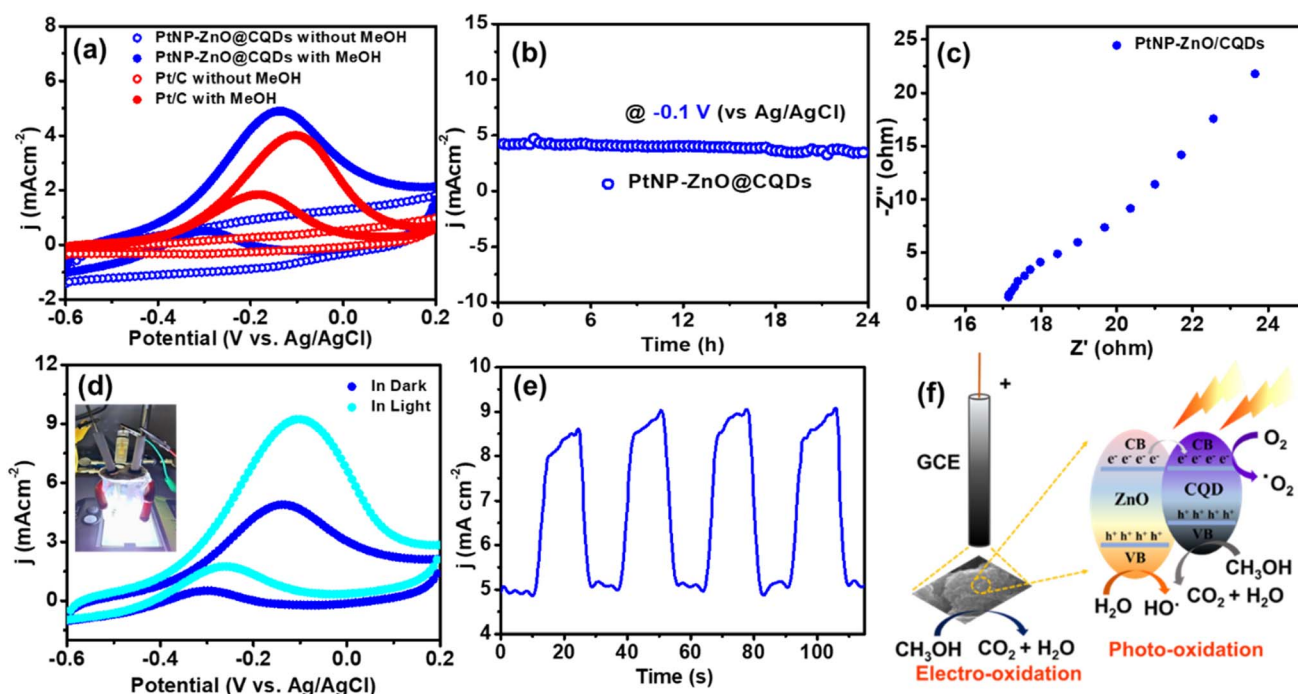 (a)
PtNP-ZnO@CQDs without MeOH
PtNP-ZnO@CQDs with MeOH
Pt/C without MeOH
Pt/C with MeOH
8
6
4
2
0
-2
j (mAcm⁻²)
-0.6
-0.4
-0.2
0.0
0.2
Potential (V vs. Ag/AgCl)
(b)
@ -0.1 V (vs Ag/AgCl)
PtNP-ZnO@CQDs
15
10
5
0
-5
-10
j (mAcm⁻²)
0
6
12
18
24
Time (h)
(c)
PtNP-ZnO/CQDs
25
20
15
10
5
0
-Z'' (ohm)
16
18
20
22
24
Z' (ohm)
(d)
In Dark
In Light
12
9
6
3
0
j (mAcm⁻²)
-0.6
-0.4
-0.2
0.0
0.2
Potential (V vs. Ag/AgCl)
(e)
10
9
8
7
6
5
4
j (mA cm⁻²)
0
20
40
60
80
100
Time (s)
(f)
+
GCE
CH₃OH
CO₂ + H₂O
Electro-oxidation
CB
e⁻ e⁻ e⁻ e⁻
ZnO
h⁺ h⁺ h⁺ h⁺
VB
CB
e⁻ e⁻ e⁻ e⁻
CQD
h⁺ h⁺ h⁺ h⁺
VB
O₂
•O₂
CH₃OH
CO₂ + H₂O
H₂O
HO•
Photo-oxidation